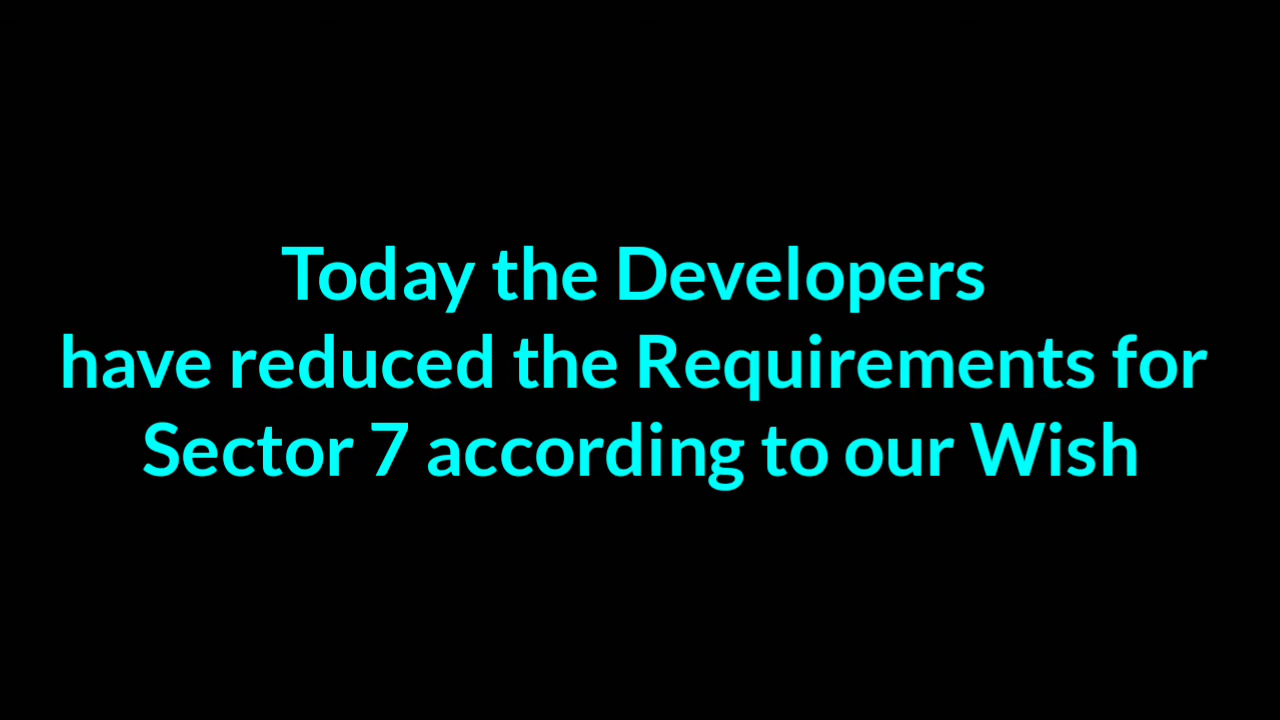 Today the Developers
have reduced the Requirements for
Sector 7 according to our Wish